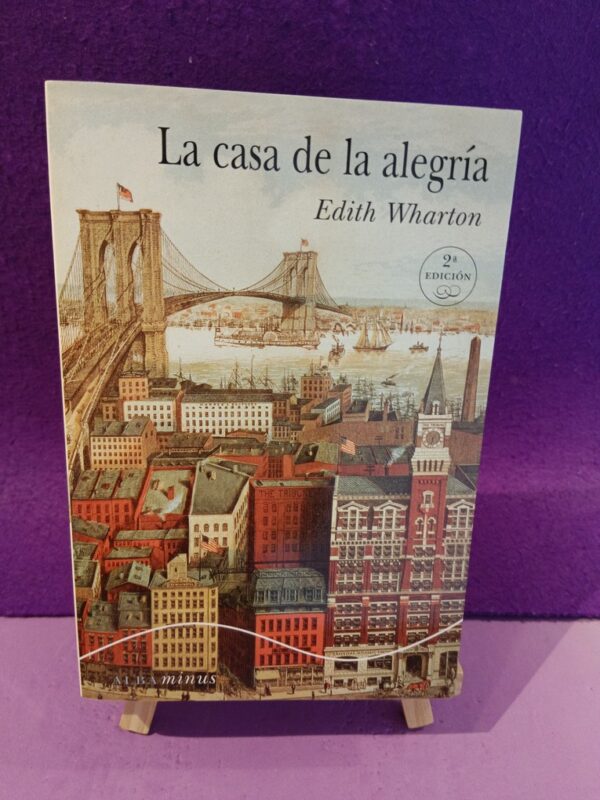 La casa de la alegría
Edith Wharton
2ª
EDICIÓN
ALBA minus